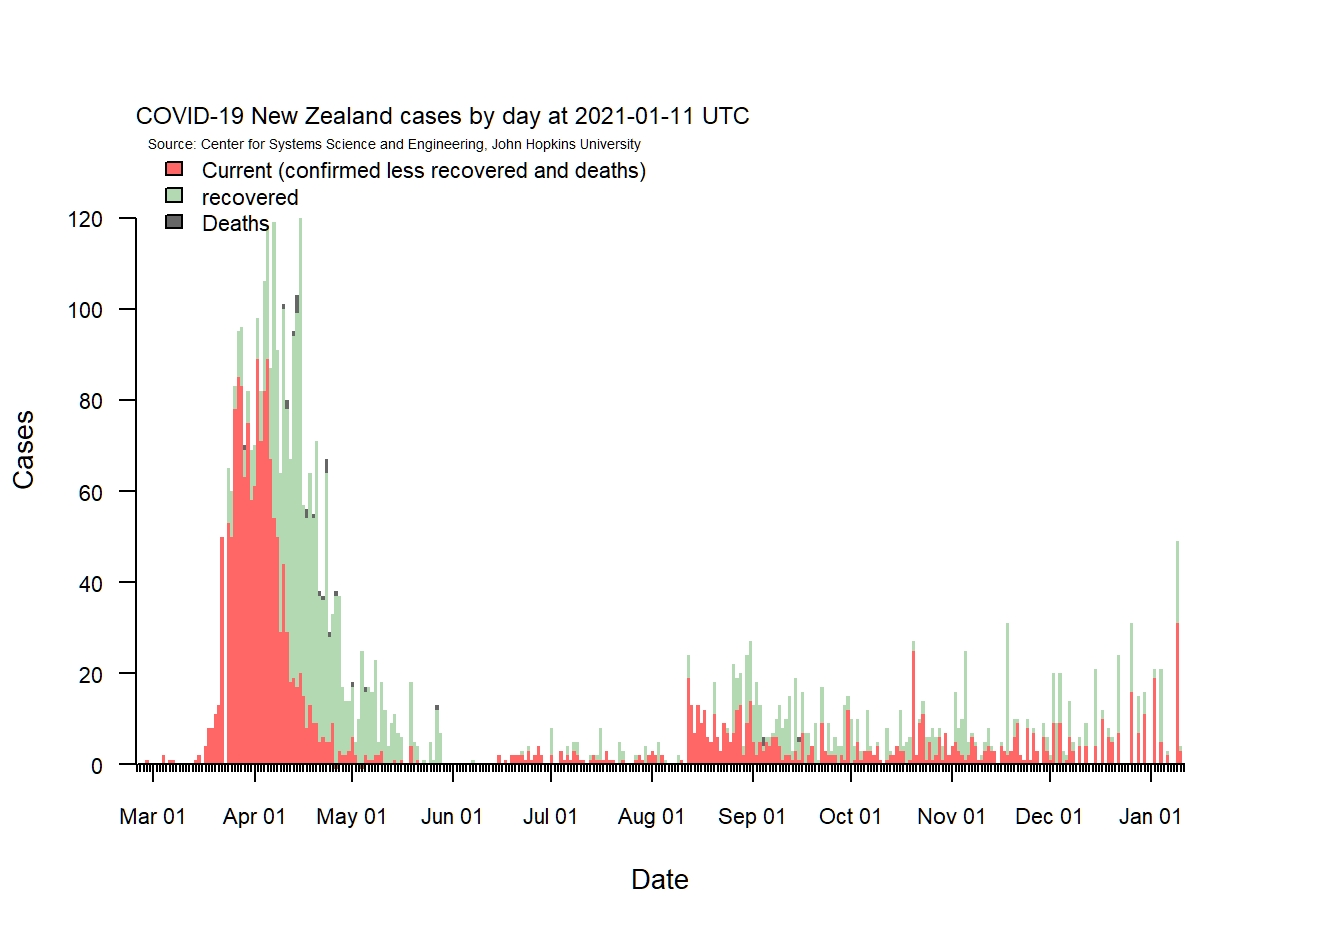 COVID-19 New Zealand cases by day at 2021-01-11 UTC
Source: Center for Systems Science and Engineering, John Hopkins University
Current (confirmed less recovered and deaths)
recovered
Deaths
120
100
80
60
40
20
0
Cases
Mar 01 Apr 01 May 01 Jun 01 Jul 01 Aug 01 Sep 01 Oct 01 Nov 01 Dec 01 Jan 01
Date